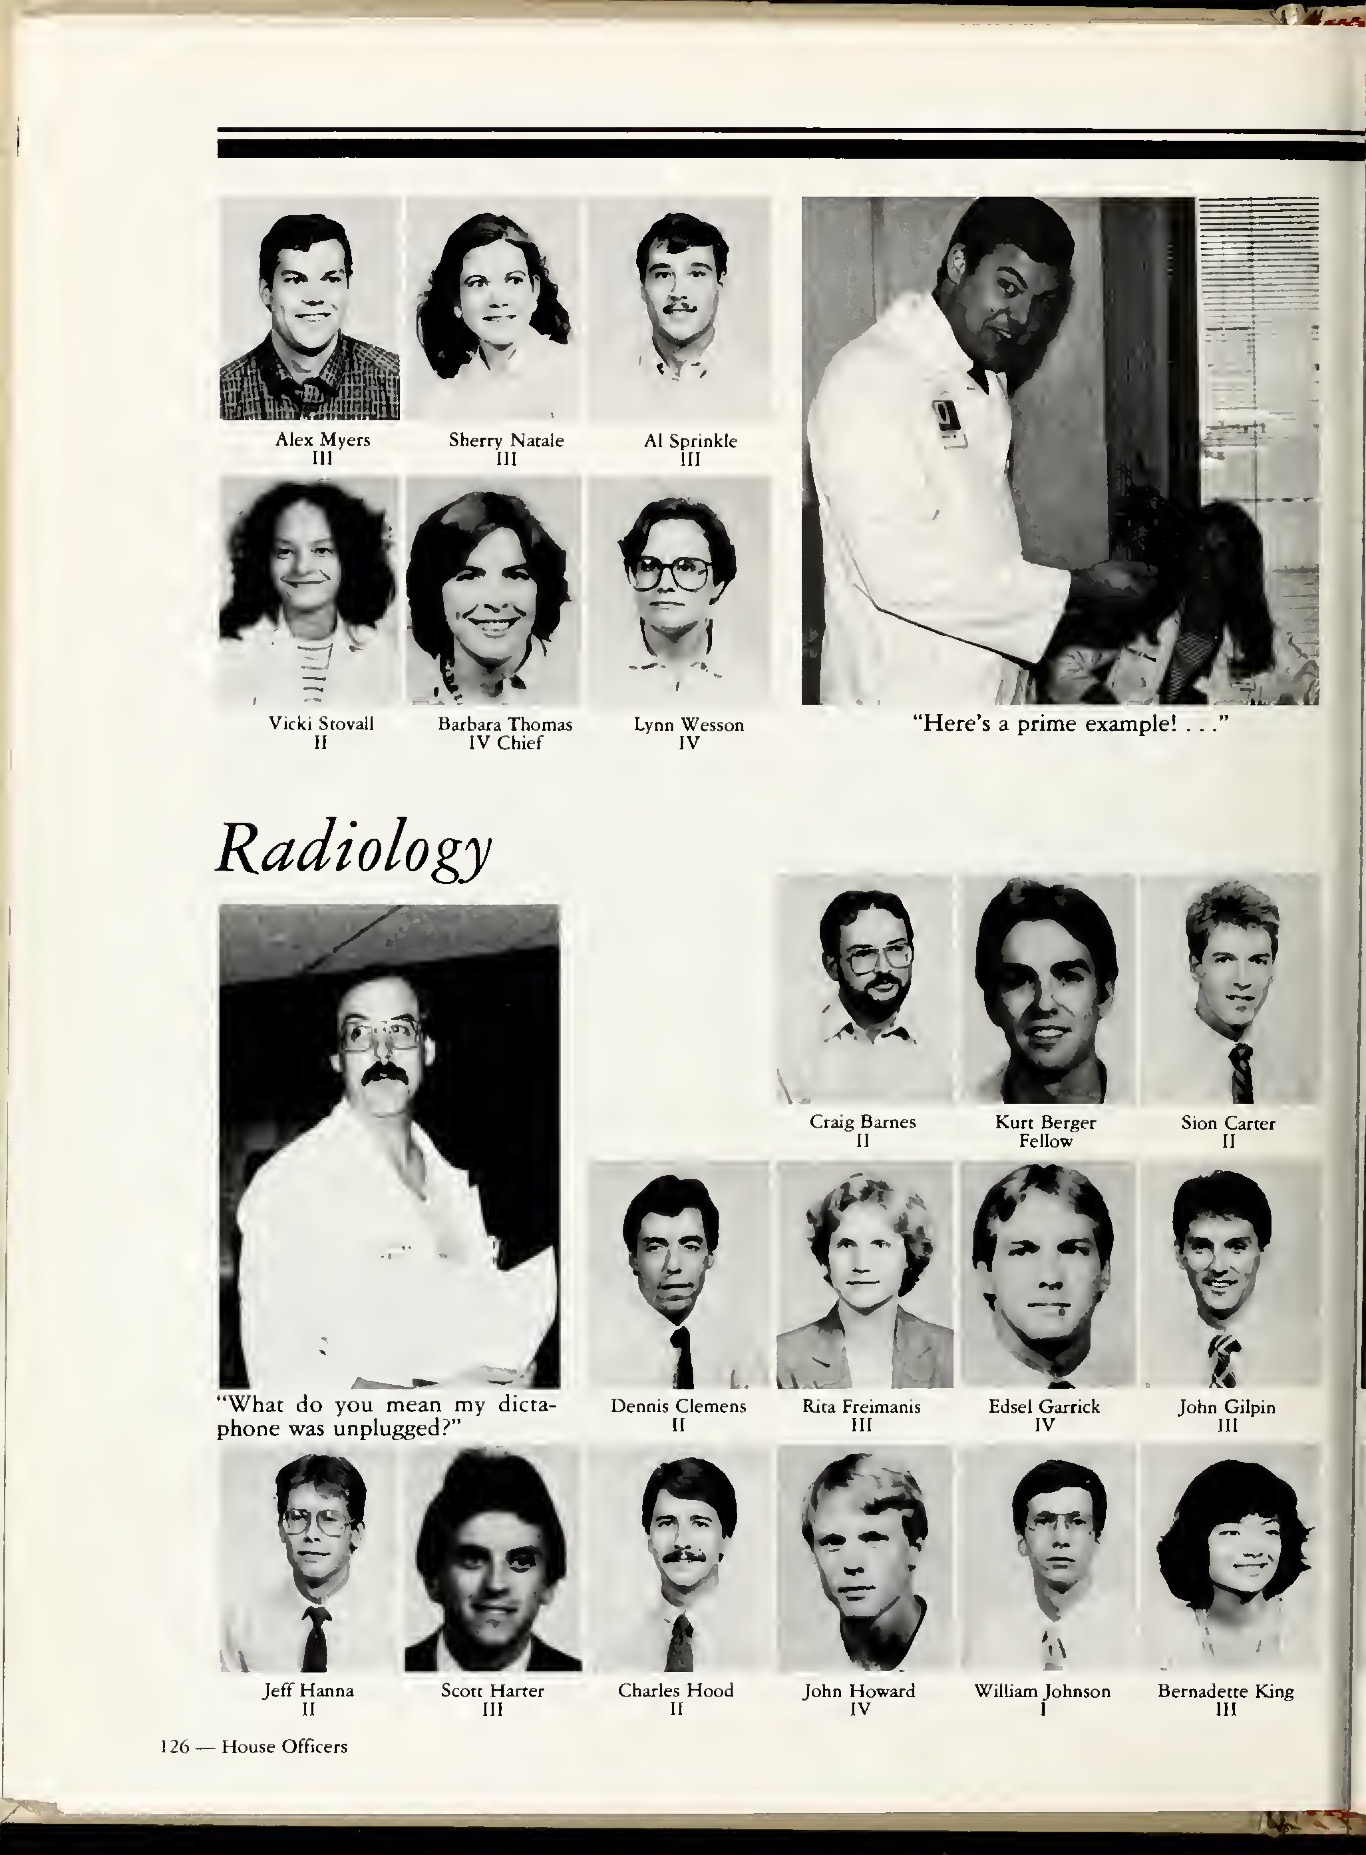 Alex Myers
III
Sherry Natale
III
Al Sprinkle
III
Vicki Stovall
II
Barbara Thomas
IV Chief
Lynn Wesson
IV
"Here's a prime example! . . ."
Radiology
Craig Barnes
II
Kurt Berger
Fellow
Sion Carter
II
"What do you mean my dicta-
phone was unplugged?"
Dennis Clemens
II
Rita Freimanis
III
Edsel Garrick
IV
John Gilpin
III
Jeff Hanna
II
Scott Harter
III
Charles Hood
II
John Howard
IV
William Johnson
I
Bernadette King
III
126 — House Officers